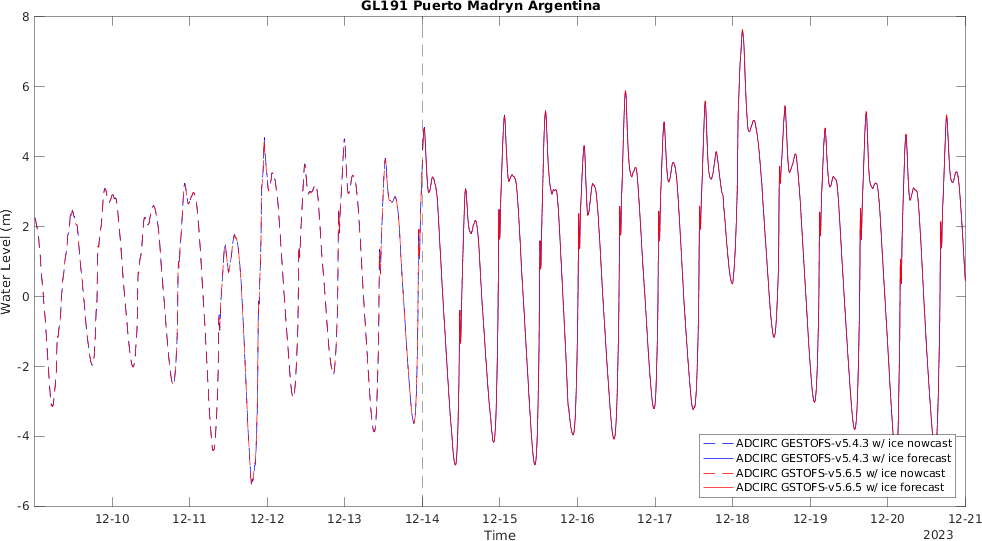 GL191 Puerto Madryn Argentina
8
6
4
2
0
-2
-4
-6
Water Level (m)
ADCIRC GESTOFS-v5.4.3 w/ ice nowcast
ADCIRC GESTOFS-v5.4.3 w/ ice forecast
ADCIRC GSTOFS-v5.6.5 w/ ice nowcast
ADCIRC GSTOFS-v5.6.5 w/ ice forecast
12-10 12-11 12-12 12-13 12-14 12-15 12-16 12-17 12-18 12-19 12-20 12-21
Time
2023